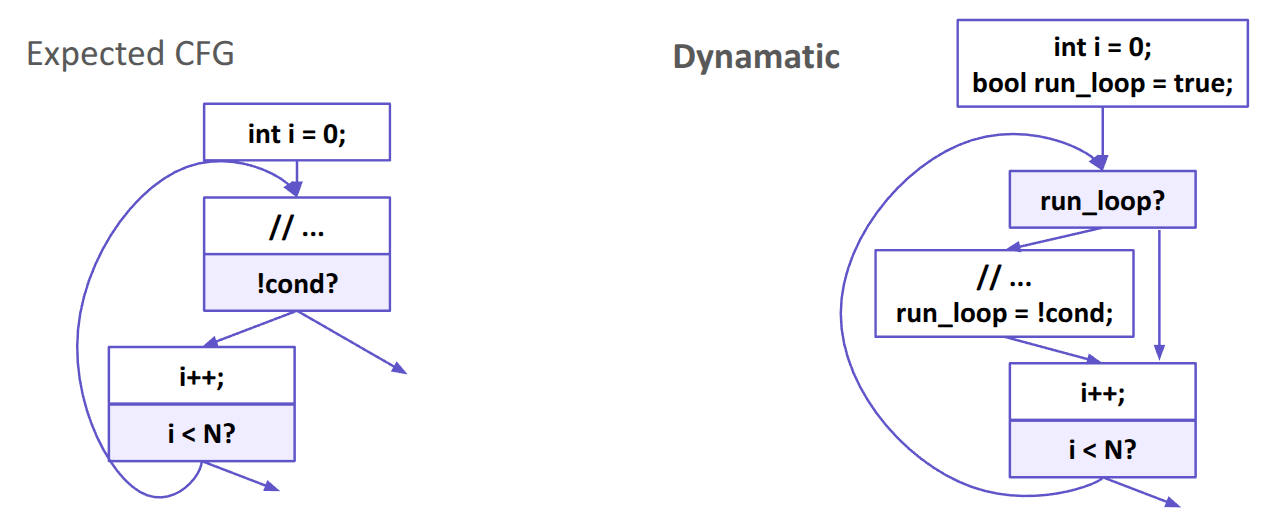 Expected CFG
int i = 0;
// ...
!cond?
i++;
i < N?
Dynamatic
int i = 0;
bool run_loop = true;
run_loop?
// ...
run_loop = !cond;
i++;
i < N?